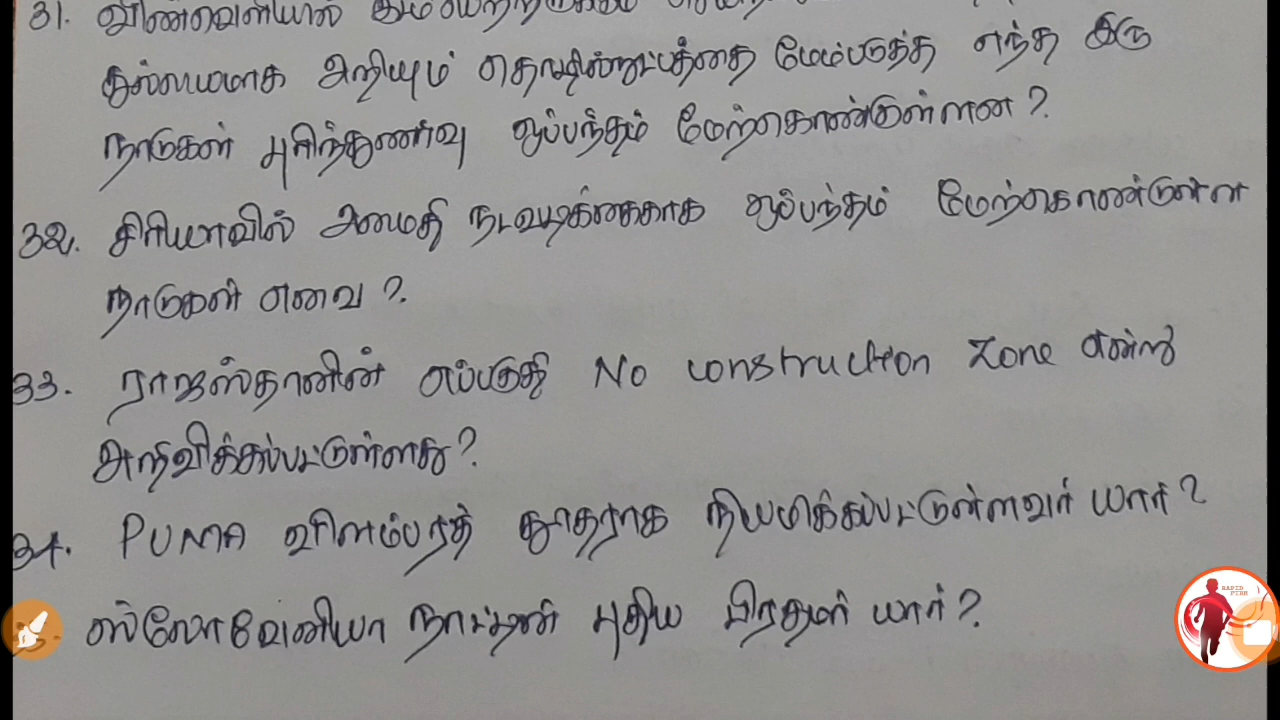 31. விண்வெளியில்
துல்லியமாக அறியும் தொழில்நுட்பத்தை மேம்படுத்த எந்த இரு
நாடுகள் புரிந்துணர்வு ஒப்பந்தம் மேற்கொண்டுள்ளன?
32. சிரியாவில் அமைதி நடவடிக்கைகாக ஒப்பந்தம் மேற்கொண்டுள்ள
நாடுகள் எவை?.
33. ராஜஸ்தானின் எப்பகுதி No construction Zone என்று
அறிவிக்கப்பட்டுள்ளது?
34. PUMA விளம்பரத் தூதராக நியமிக்கப்பட்டுள்ளவர் யார்?
ஸ்லோவேனியா நாட்டின் புதிய பிரதமர் யார்?
RAPID
FIRE